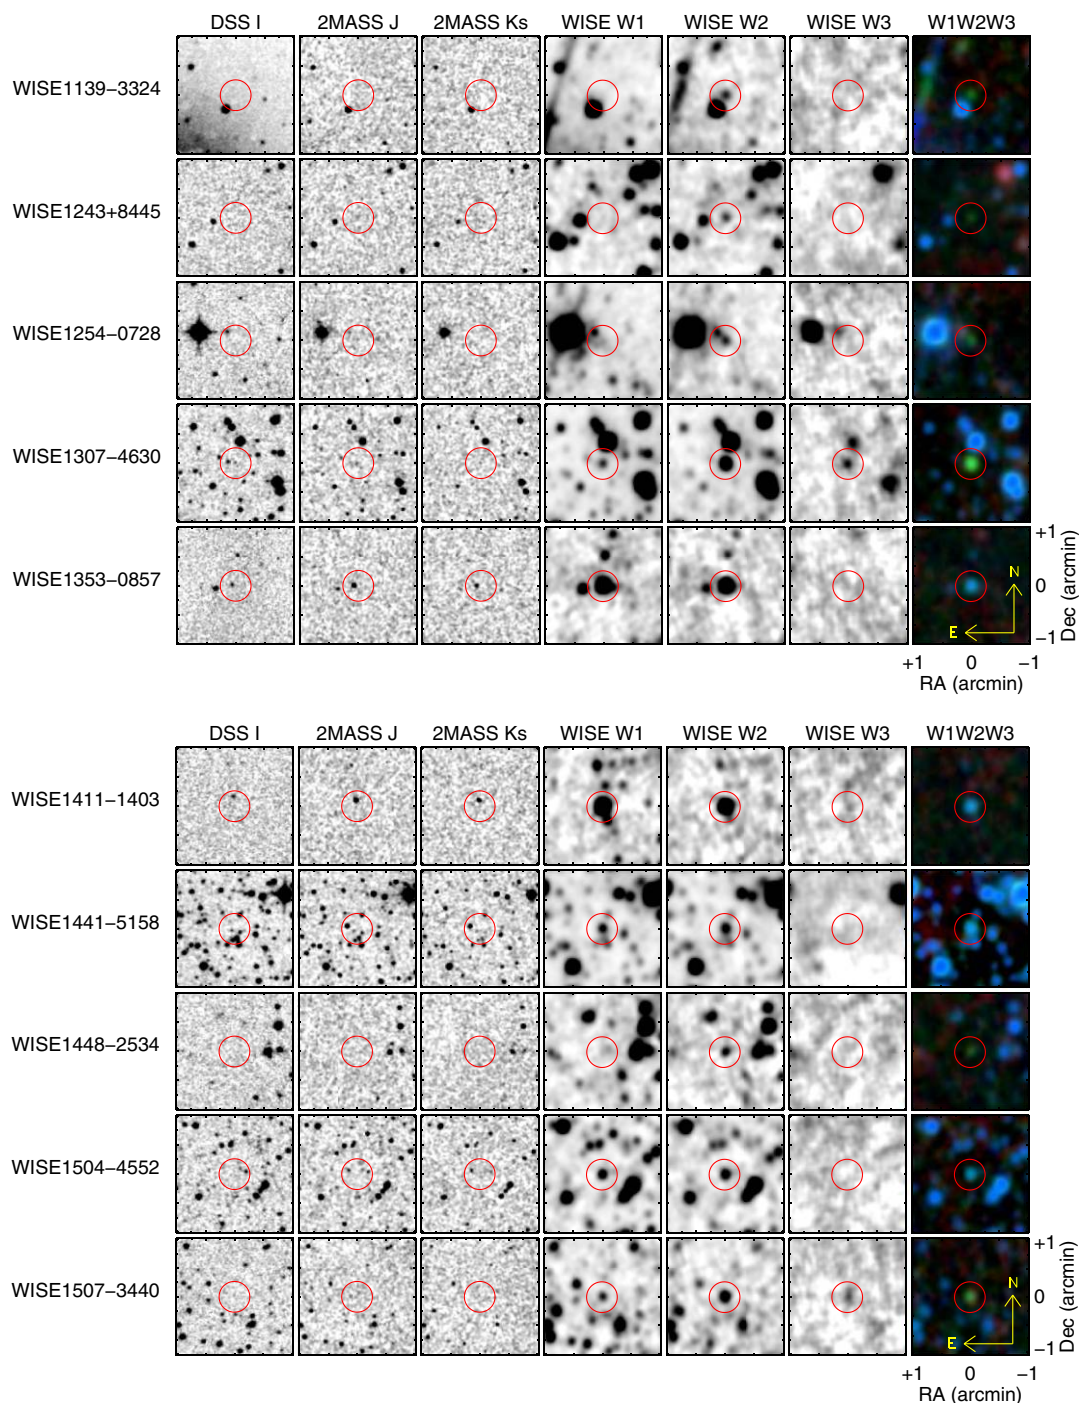 DSS I 2MASS J 2MASS Ks WISE W1 WISE W2 WISE W3 W1W2W3
WISE1139−3324
WISE1243+8445
WISE1254−0728
WISE1307−4630
WISE1353−0857
+1
N
0
E
−1
Dec (arcmin)
+1 0 −1
RA (arcmin)
DSS I 2MASS J 2MASS Ks WISE W1 WISE W2 WISE W3 W1W2W3
WISE1411−1403
WISE1441−5158
WISE1448−2534
WISE1504−4552
WISE1507−3440
+1
N
0
E
−1
Dec (arcmin)
+1 0 −1
RA (arcmin)